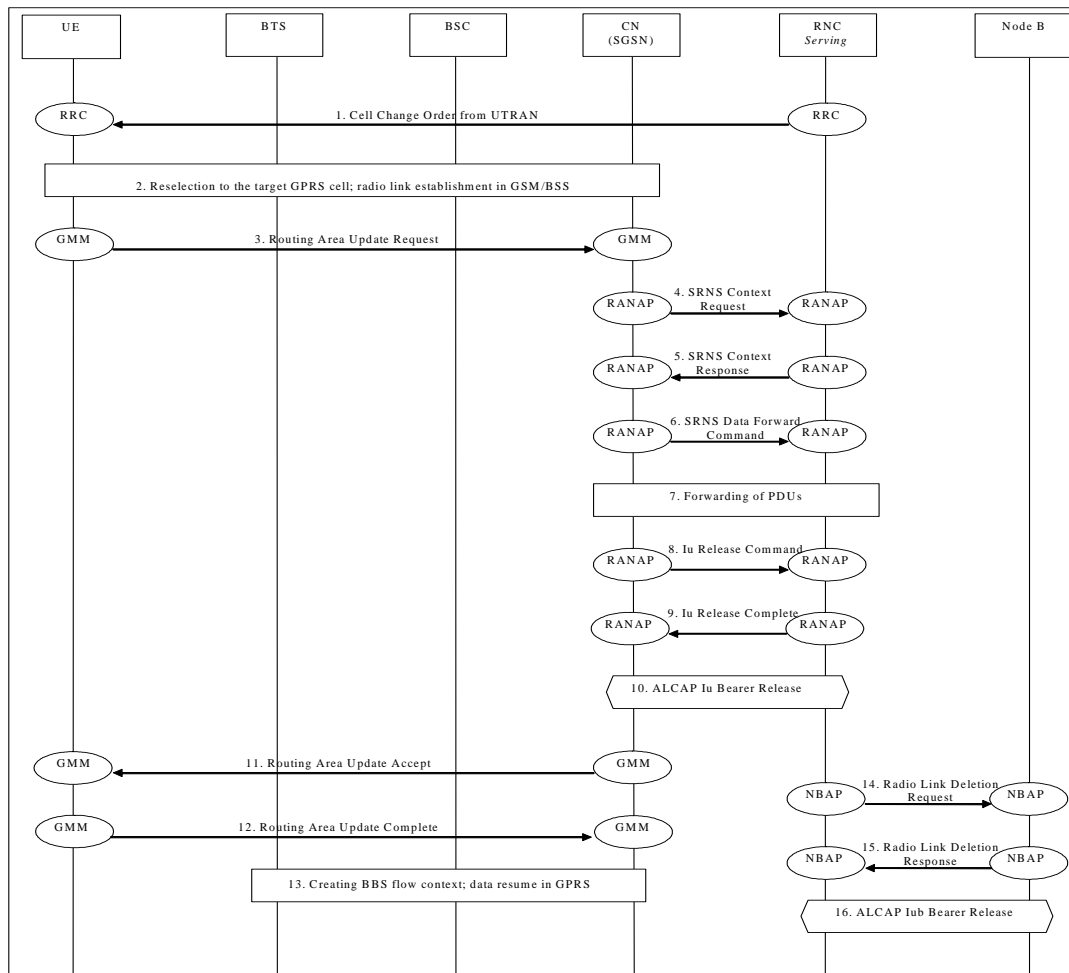 UE
BTS
BSC
CN
(SGSN)
RNC
Serving
Node B
RRC
1. Cell Change Order from UTRAN
RRC
2. Reselection to the target GPRS cell; radio link establishment in GSM/BSS
GMM
3. Routing Area Update Request
GMM
RANAP
4. SRNS Context
Request
RANAP
RANAP
5. SRNS Context
Response
RANAP
RANAP
6. SRNS Data Forward
Command
RANAP
7. Forwarding of PDUs
RANAP
8. Iu Release Command
RANAP
RANAP
9. Iu Release Complete
RANAP
10. ALCAP Iu Bearer Release
GMM
11. Routing Area Update Accept
GMM
NBAP
14. Radio Link Deletion
Request
NBAP
GMM
12. Routing Area Update Complete
GMM
NBAP
15. Radio Link Deletion
Response
NBAP
13. Creating BBS flow context; data resume in GPRS
16. ALCAP Iub Bearer Release